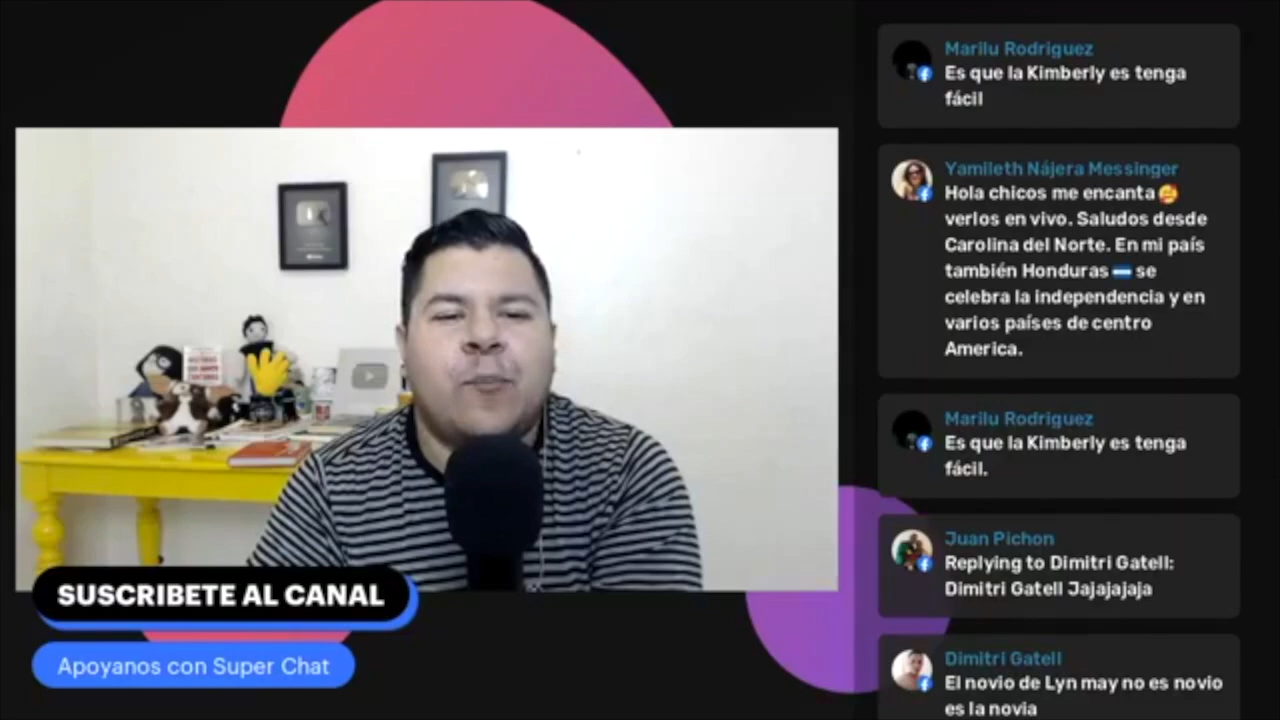 SUSCRIBETE AL CANAL
Apoyanos con Super Chat
Marilu Rodriguez
Es que la Kimberly es tenga
fácil
Yamileth Nájera Messinger
Hola chicos me encanta 🥰
verlos en vivo. Saludos desde
Carolina del Norte. En mi país
también Honduras 🇭🇳 se
celebra la independencia y en
varios países de centro
America.
Marilu Rodriguez
Es que la Kimberly es tenga
fácil.
Juan Pichon
Replying to Dimitri Gatell:
Dimitri Gatell Jajajajaja
Dimitri Gatell
El novio de Lyn may no es novio
es la novia